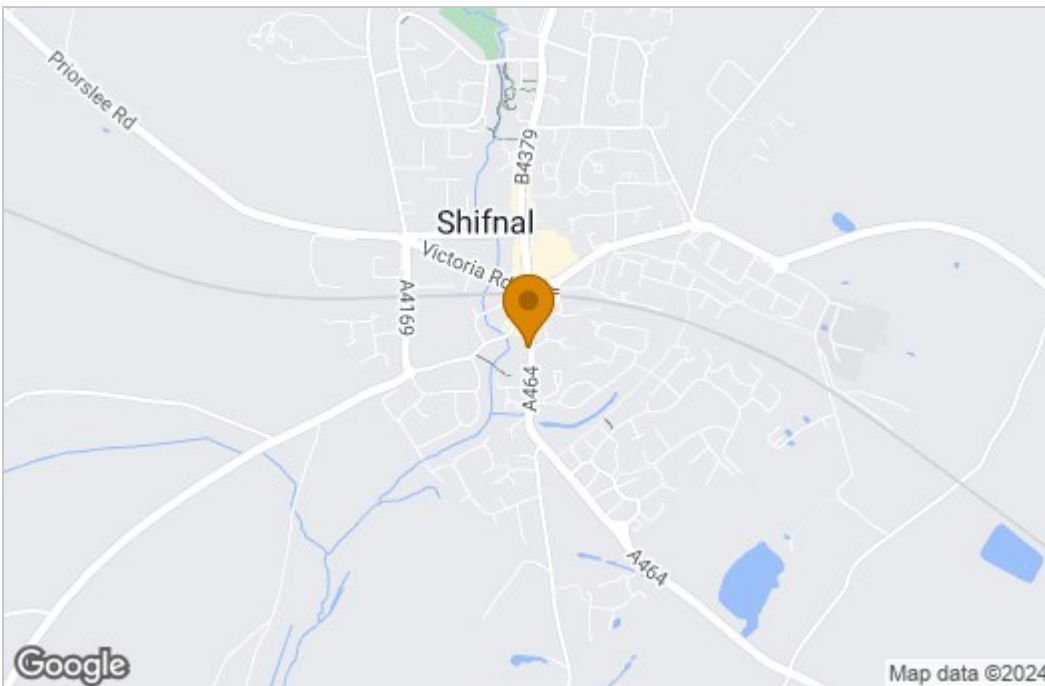 Priorslee Rd
B4379
Shifnal
Victoria Rd
A4169
A464
A464
Google
Map data ©2024